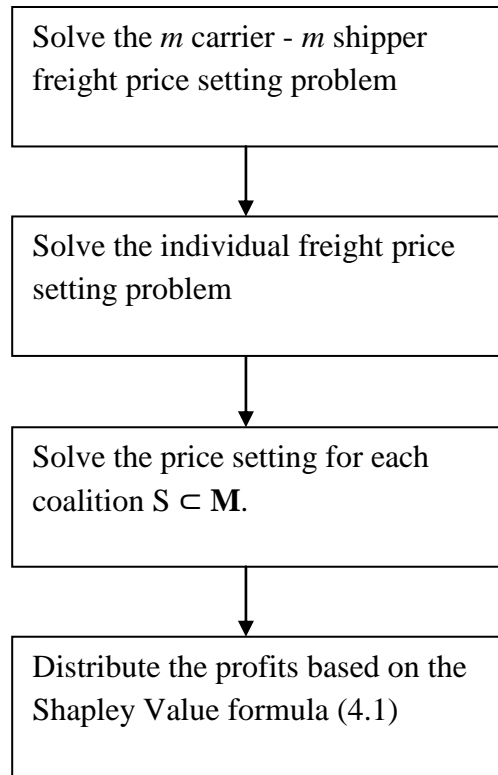 Solve the m carrier - m shipper
freight price setting problem
Solve the individual freight price
setting problem
Solve the price setting for each
coalition S ⊂ M.
Distribute the profits based on the
Shapley Value formula (4.1)